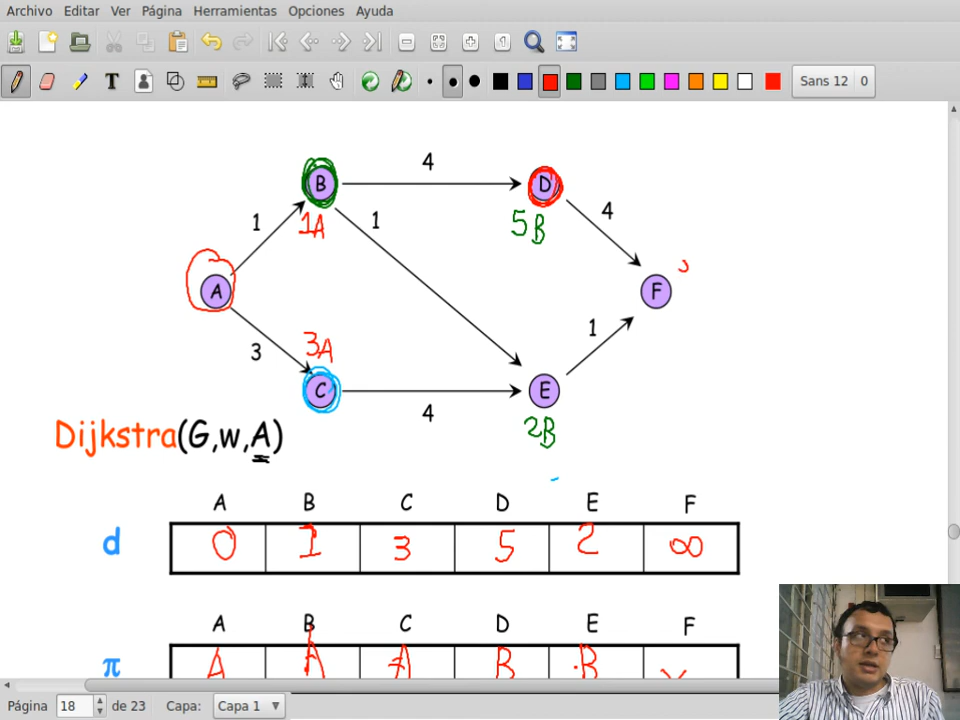 Archivo Editar Ver Página Herramientas Opciones Ayuda
T Sans 12 0
B 4 D
1A 1 5B 4
1
A F
3 3A 1
C 4 E
2B
Dijkstra(G,w,A)
A B C D E F
d 0 1 3 5 2 ∞
A B C D E F
π A A A B B
Página 18 de 23 Capa: Capa 1